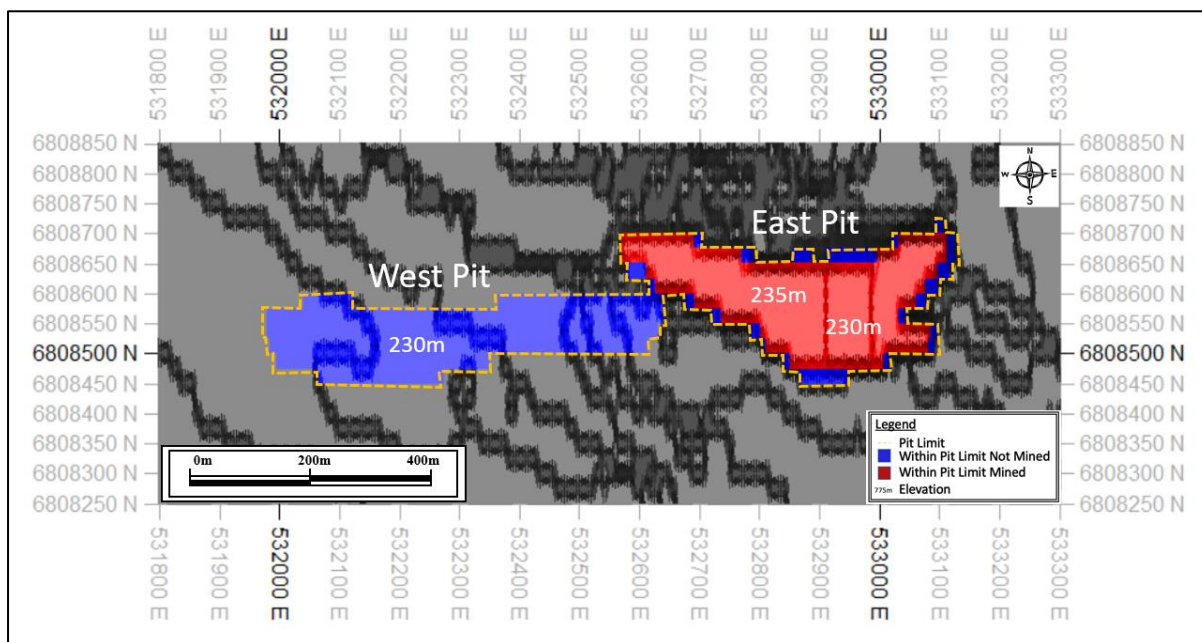 531800 E
531900 E
532000 E
532100 E
532200 E
532300 E
532400 E
532500 E
532600 E
532700 E
532800 E
532900 E
533000 E
533100 E
533200 E
533300 E
6808850 N
6808800 N
6808750 N
6808700 N
6808650 N
6808600 N
6808550 N
6808500 N
6808450 N
6808400 N
6808350 N
6808300 N
6808250 N
N
W E
S
East Pit
West Pit
235m
230m
230m
0m 200m 400m
Legend
Pit Limit
Within Pit Limit Not Mined
Within Pit Limit Mined
775m Elevation
6808850 N
6808800 N
6808750 N
6808700 N
6808650 N
6808600 N
6808550 N
6808500 N
6808450 N
6808400 N
6808350 N
6808300 N
6808250 N
531800 E
531900 E
532000 E
532100 E
532200 E
532300 E
532400 E
532500 E
532600 E
532700 E
532800 E
532900 E
533000 E
533100 E
533200 E
533300 E